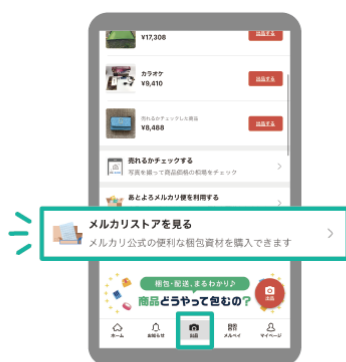 ¥17,308
出品する
カラオケ
¥9,410
出品する
売れるかチェックした商品
¥8,488
出品する
売れるかチェックする
写真を撮って商品価格の相場をチェック
あとよろメルカリ便を利用する
メルカリストアを見る
メルカリ公式の便利な梱包資材を購入できます
梱包・配送、まるわかり♪
商品どうやって包むの?
出品
ホーム
お知らせ
出品
メルペイ
マイページ